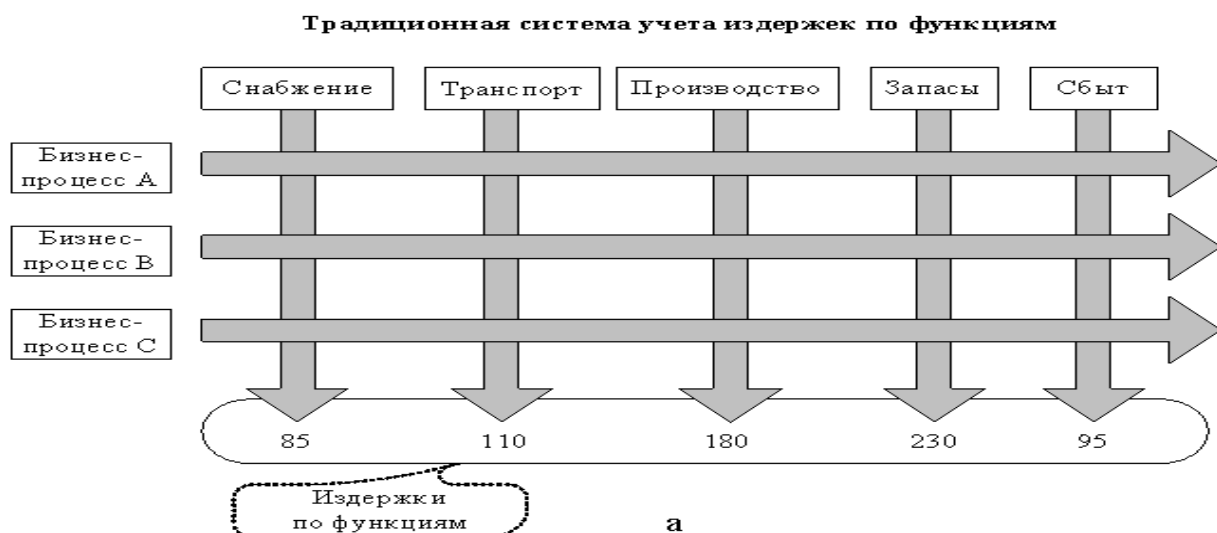 Традиционная система учета издержек по функциям
Снабжение Транспорт Производство Запасы Сбыт
Бизнес-
процесс А
Бизнес-
процесс В
Бизнес-
процесс С
85 110 180 230 95
Издержки
по функциям
а